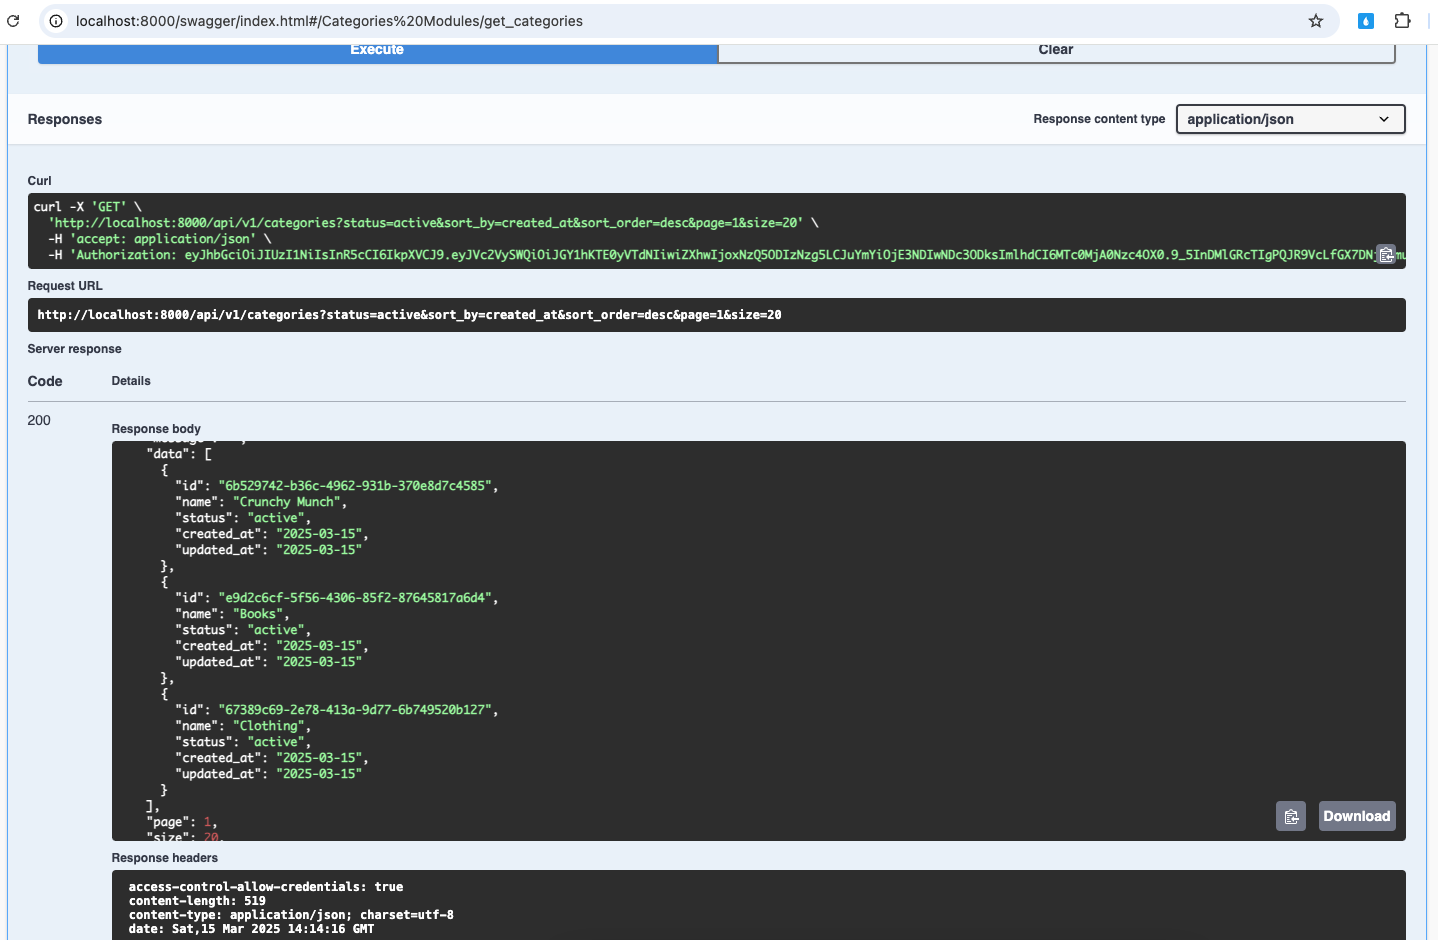 localhost:8000/swagger/index.html#/Categories%20Modules/get_categories
Execute
Clear
Responses
Response content type
application/json
Curl
curl -X 'GET' \
'http://localhost:8000/api/v1/categories?status=active&sort_by=created_at&sort_order=desc&page=1&size=20' \
-H 'accept: application/json' \
-H 'Authorization: eyJhbGciOiJIUzI1NiIsInR5cCI6IkpXVCJ9.eyJVc2VySWQiOiJGY1hKTE0yVTdNIiwiZXhwIjoxNzQ5ODIzNzg5LCJuYmYiOjE3NDIwNDc3ODksImlhdCI6MTc0MjA0Nzc4OX0.9_5InDMlGRcTIgPQJR9VcLfGX7DN
Request URL
http://localhost:8000/api/v1/categories?status=active&sort_by=created_at&sort_order=desc&page=1&size=20
Server response
Code
Details
200
Response body
"data": [
{
"id": "6b529742-b36c-4962-931b-370e8d7c4585",
"name": "Crunchy Munch",
"status": "active",
"created_at": "2025-03-15",
"updated_at": "2025-03-15"
},
{
"id": "e9d2c6cf-5f56-4306-85f2-87645817a6d4",
"name": "Books",
"status": "active",
"created_at": "2025-03-15",
"updated_at": "2025-03-15"
},
{
"id": "67389c69-2e78-413a-9d77-6b749520b127",
"name": "Clothing",
"status": "active",
"created_at": "2025-03-15",
"updated_at": "2025-03-15"
}
],
"page": 1,
"size": 20,
Download
Response headers
access-control-allow-credentials: true
content-length: 519
content-type: application/json; charset=utf-8
date: Sat,15 Mar 2025 14:14:16 GMT